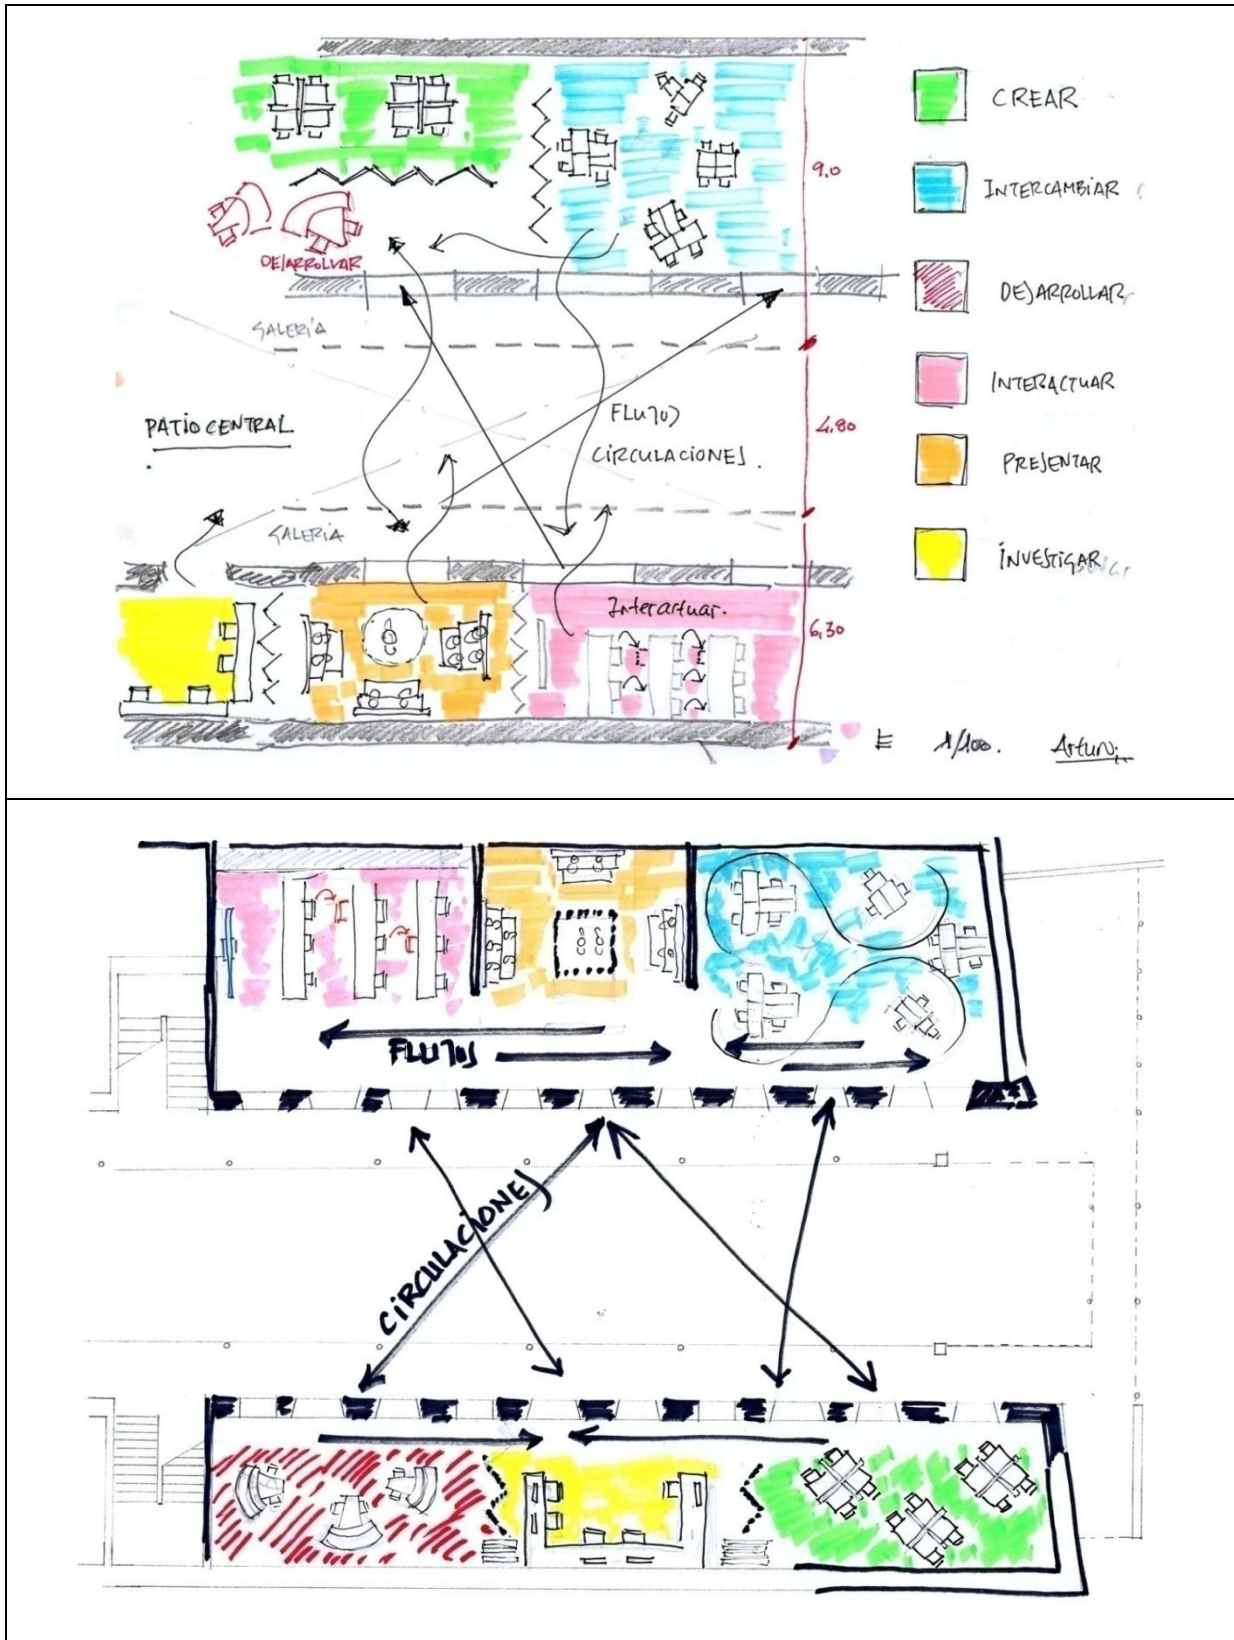 CREAR
INTERCAMBIAR
9.0
DESARROLLAR
DESARROLLAR
GALERÍA
INTERACTUAR
PATIO CENTRAL
FLUJOS
CIRCULACIONES.
4.80
PRESENTAR
GALERÍA
INVESTIGAR
Interactuar.
6.30
E 1/100.
FLUJOS
CIRCULACIONES